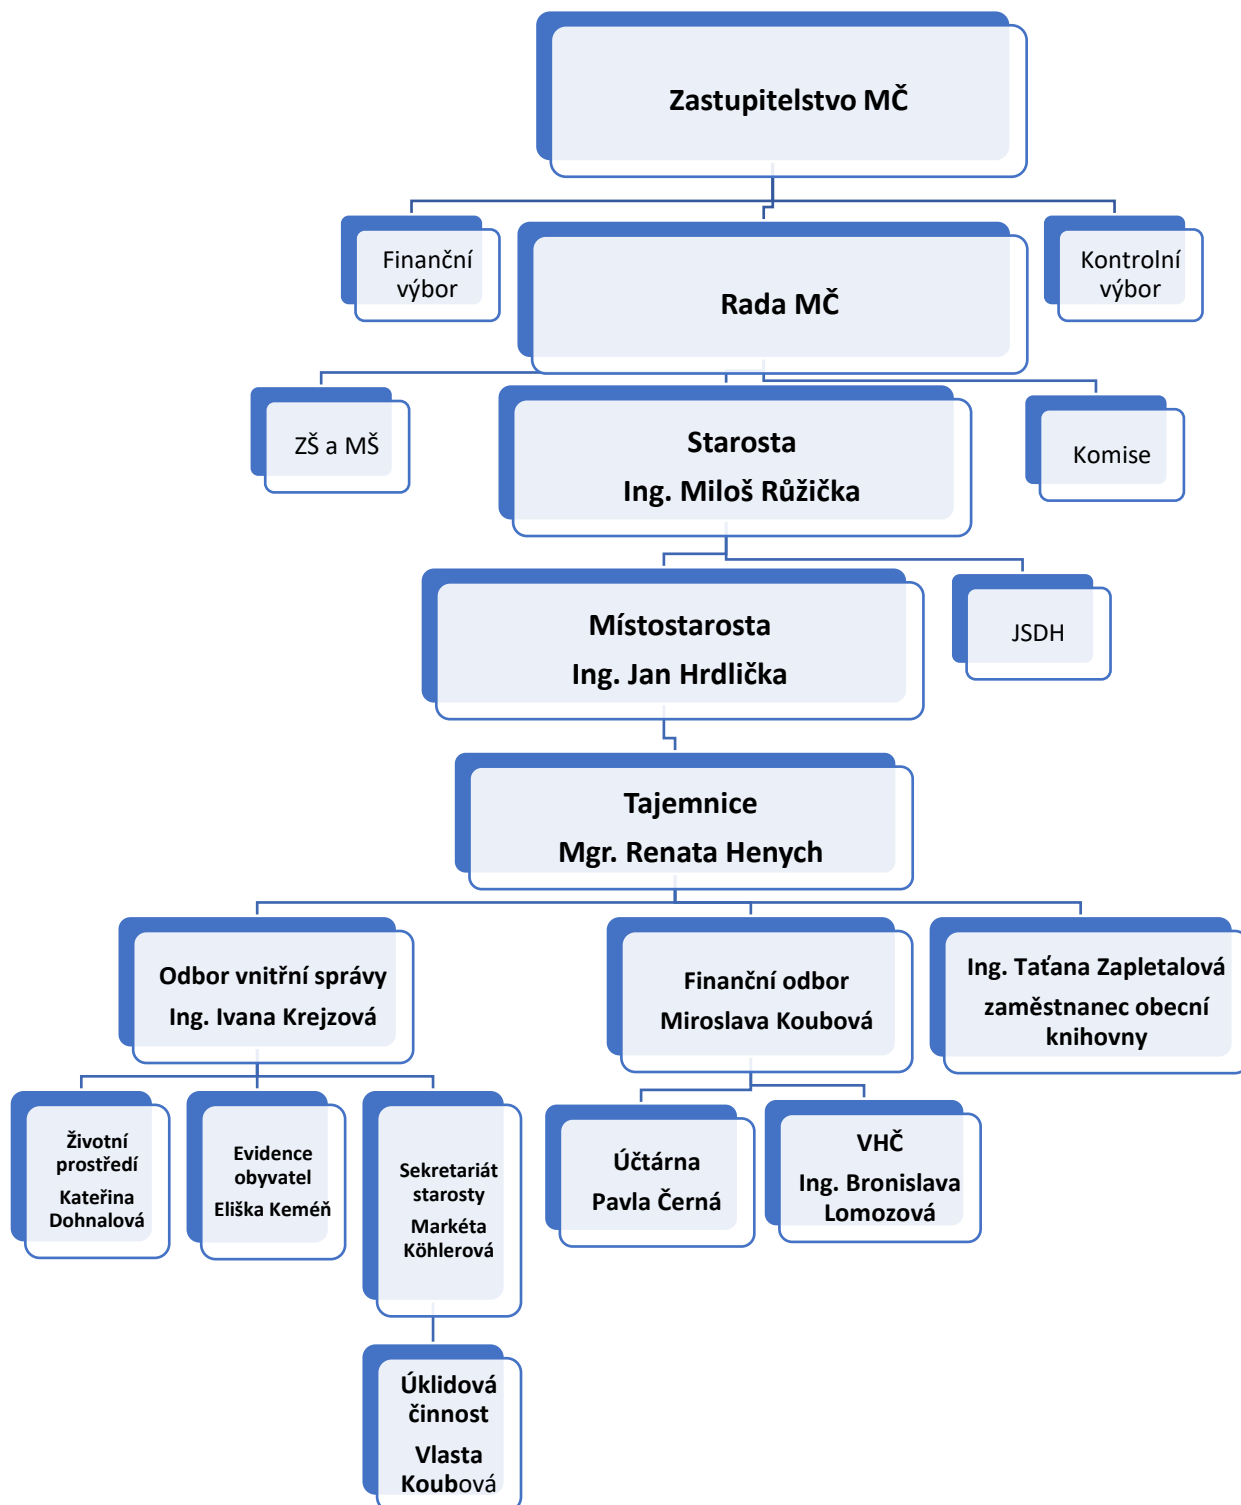 Zastupitelstvo MČ
Finanční
výbor
Rada MČ
Kontrolní
výbor
ZŠ a MŠ
Starosta
Ing. Miloš Růžička
Komise
Místostarosta
Ing. Jan Hrdlička
JSDH
Tajemnice
Mgr. Renata Henych
Odbor vnitřní správy
Ing. Ivana Krejzová
Finanční odbor
Miroslava Koubová
Ing. Taťana Zapletalová
zaměstnanec obecní
knihovny
Životní
prostředí
Kateřina
Dohnalová
Evidence
obyvatel
Eliška Keméň
Sekretariát
starosty
Markéta
Köhlerová
Účtárna
Pavla Černá
VHČ
Ing. Bronislava
Lomozová
Úklidová
činnost
Vlasta
Koubová